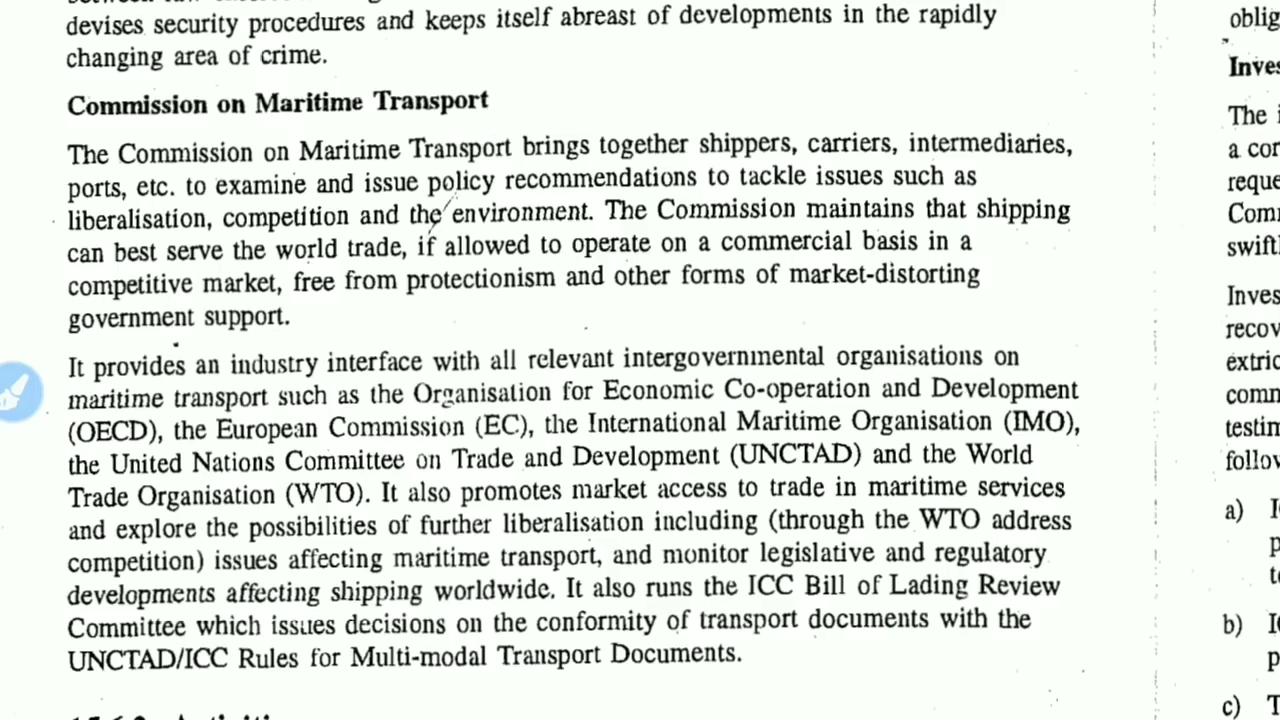 devises security procedures and keeps itself abreast of developments in the rapidly
changing area of crime.
Commission on Maritime Transport
The Commission on Maritime Transport brings together shippers, carriers, intermediaries,
ports, etc. to examine and issue policy recommendations to tackle issues such as
liberalisation, competition and the environment. The Commission maintains that shipping
can best serve the world trade, if allowed to operate on a commercial basis in a
competitive market, free from protectionism and other forms of market-distorting
government support.
It provides an industry interface with all relevant intergovernmental organisations on
maritime transport such as the Organisation for Economic Co-operation and Development
(OECD), the European Commission (EC), the International Maritime Organisation (IMO),
the United Nations Committee on Trade and Development (UNCTAD) and the World
Trade Organisation (WTO). It also promotes market access to trade in maritime services
and explore the possibilities of further liberalisation including (through the WTO address
competition) issues affecting maritime transport, and monitor legislative and regulatory
developments affecting shipping worldwide. It also runs the ICC Bill of Lading Review
Committee which issues decisions on the conformity of transport documents with the
UNCTAD/ICC Rules for Multi-modal Transport Documents.
The
a
a)
b)
c)